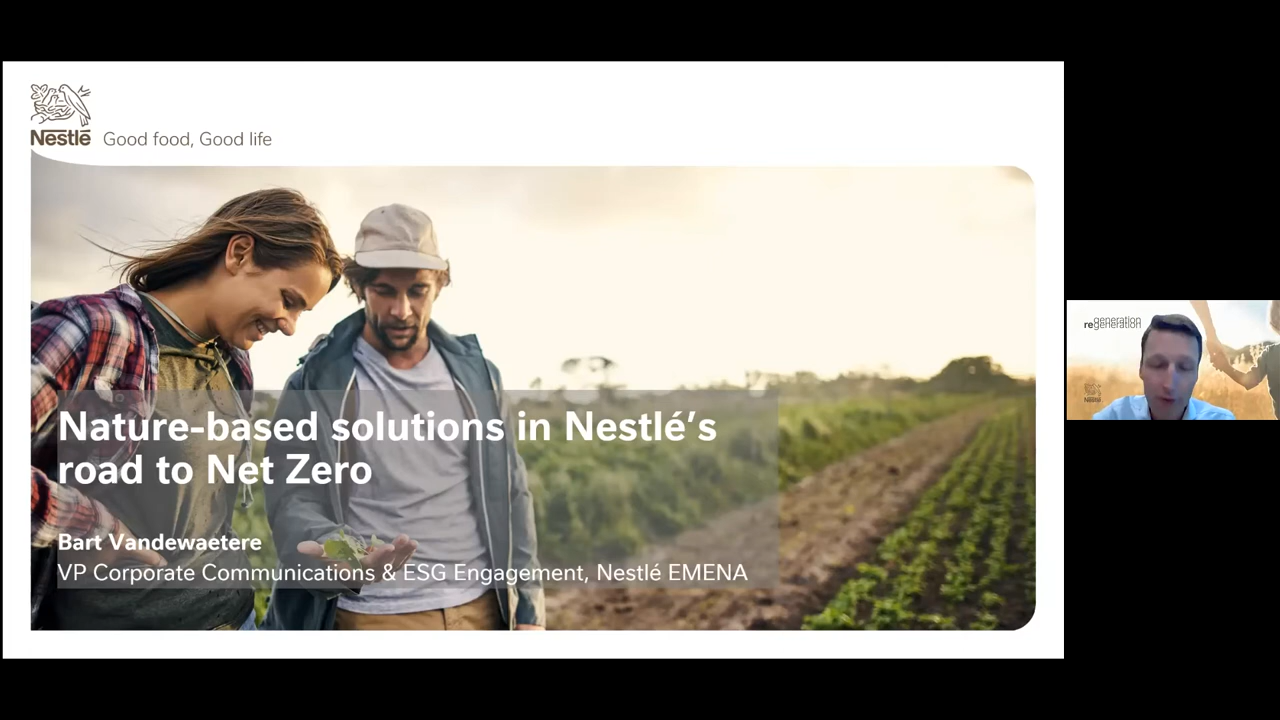 Nestlé Good food, Good life
Nature-based solutions in Nestlé's
road to Net Zero
Bart Vandewaetere
VP Corporate Communications & ESG Engagement, Nestlé EMENA
generation
regeneration
Nestlé